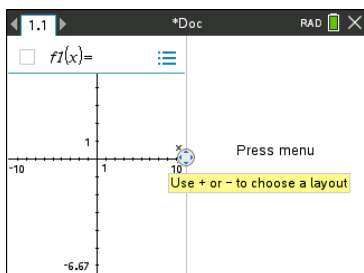 1.1 *Doc RAD
f1(x)=
1 x
-10 1 10
Press menu
Use + or – to choose a layout
-6.67